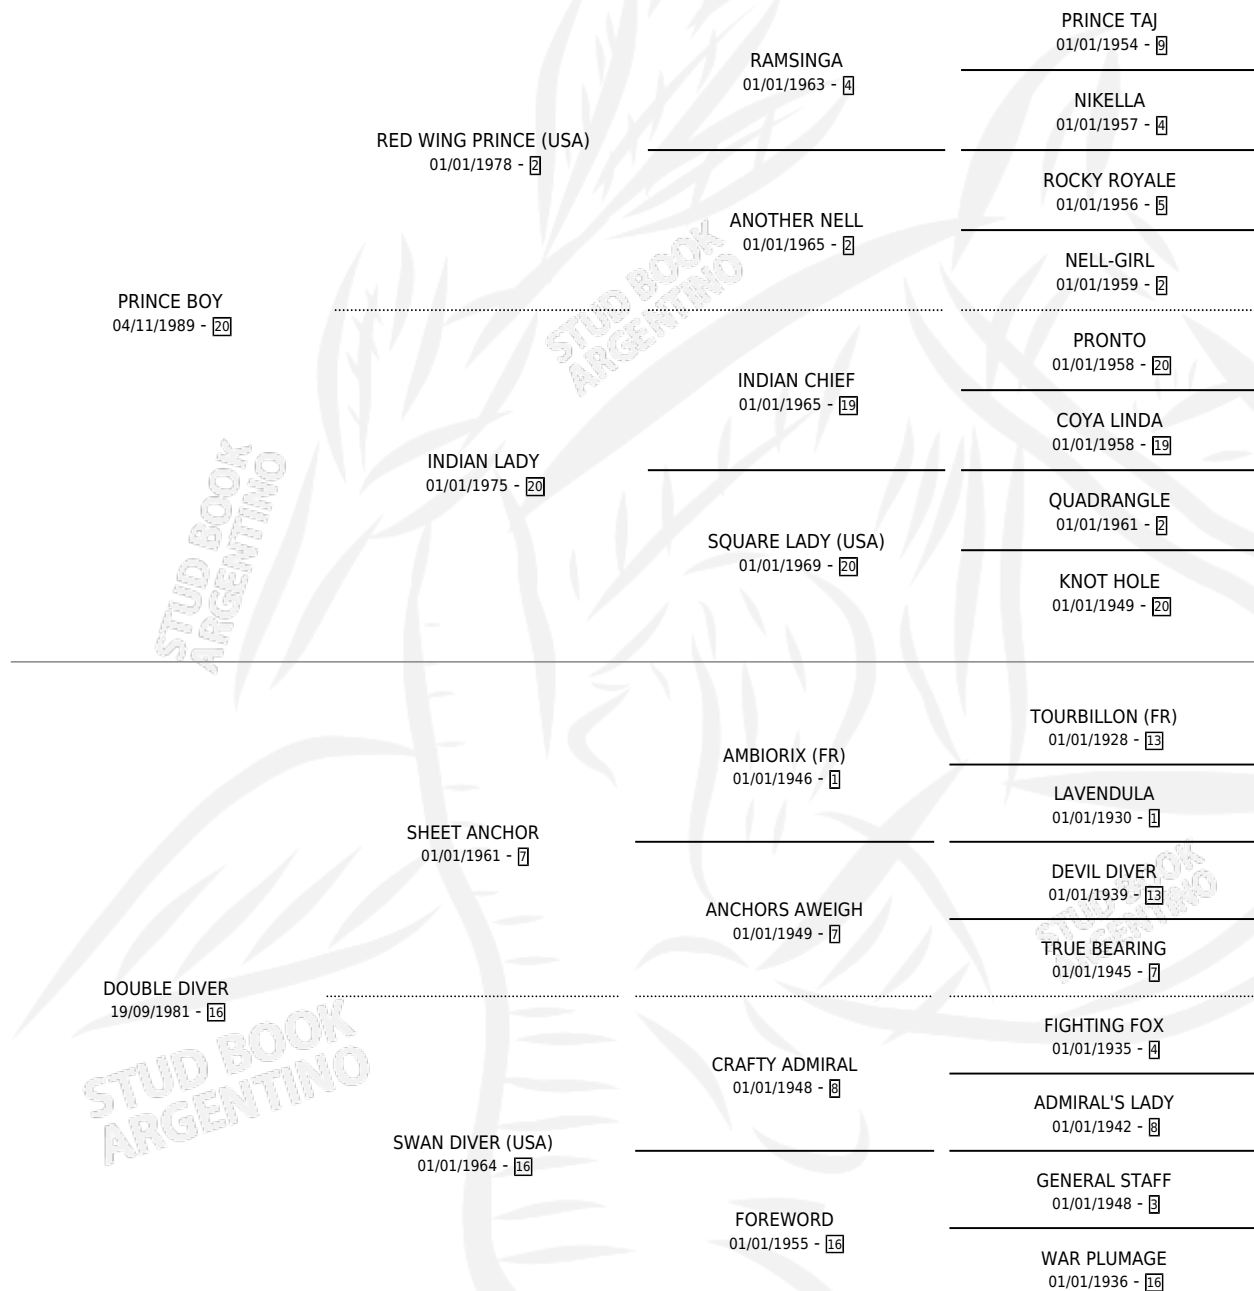 PRINCE TAJ
01/01/1954 - 9
RAMSINGA
01/01/1963 - 4
NIKELLA
01/01/1957 - 4
RED WING PRINCE (USA)
01/01/1978 - 2
ROCKY ROYALE
01/01/1956 - 5
ANOTHER NELL
01/01/1965 - 2
NELL-GIRL
01/01/1959 - 2
PRINCE BOY
04/11/1989 - 20
PRONTO
01/01/1958 - 20
INDIAN CHIEF
01/01/1965 - 19
COYA LINDA
01/01/1958 - 19
INDIAN LADY
01/01/1975 - 20
QUADRANGLE
01/01/1961 - 2
SQUARE LADY (USA)
01/01/1969 - 20
KNOT HOLE
01/01/1949 - 20
TOURBILLON (FR)
01/01/1928 - 13
AMBIORIX (FR)
01/01/1946 - 1
LAVENDULA
01/01/1930 - 1
SHEET ANCHOR
01/01/1961 - 7
DEVIL DIVER
01/01/1939 - 13
ANCHORS AWEIGH
01/01/1949 - 7
TRUE BEARING
01/01/1945 - 7
DOUBLE DIVER
19/09/1981 - 16
FIGHTING FOX
01/01/1935 - 4
CRAFTY ADMIRAL
01/01/1948 - 8
ADMIRAL'S LADY
01/01/1942 - 8
SWAN DIVER (USA)
01/01/1964 - 16
GENERAL STAFF
01/01/1948 - 3
FOREWORD
01/01/1955 - 16
WAR PLUMAGE
01/01/1936 - 16
STUD BOOK
ARGENTINO
STUD BOOK
ARGENTINO
STUD BOOK
ARGENTINO
STUD BOOK
ARGENTINO